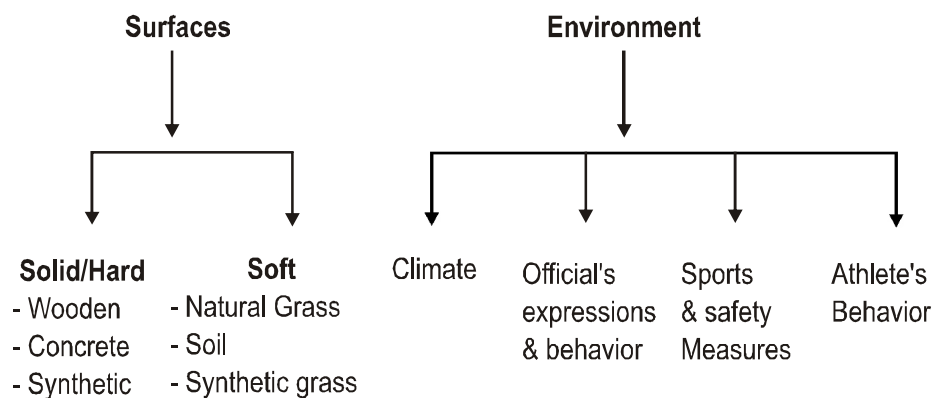 Surfaces
Environment
Solid/Hard
- Wooden
- Concrete
- Synthetic
Soft
- Natural Grass
- Soil
- Synthetic grass
Climate
Official's
expressions
& behavior
Sports
& safety
Measures
Athlete's
Behavior